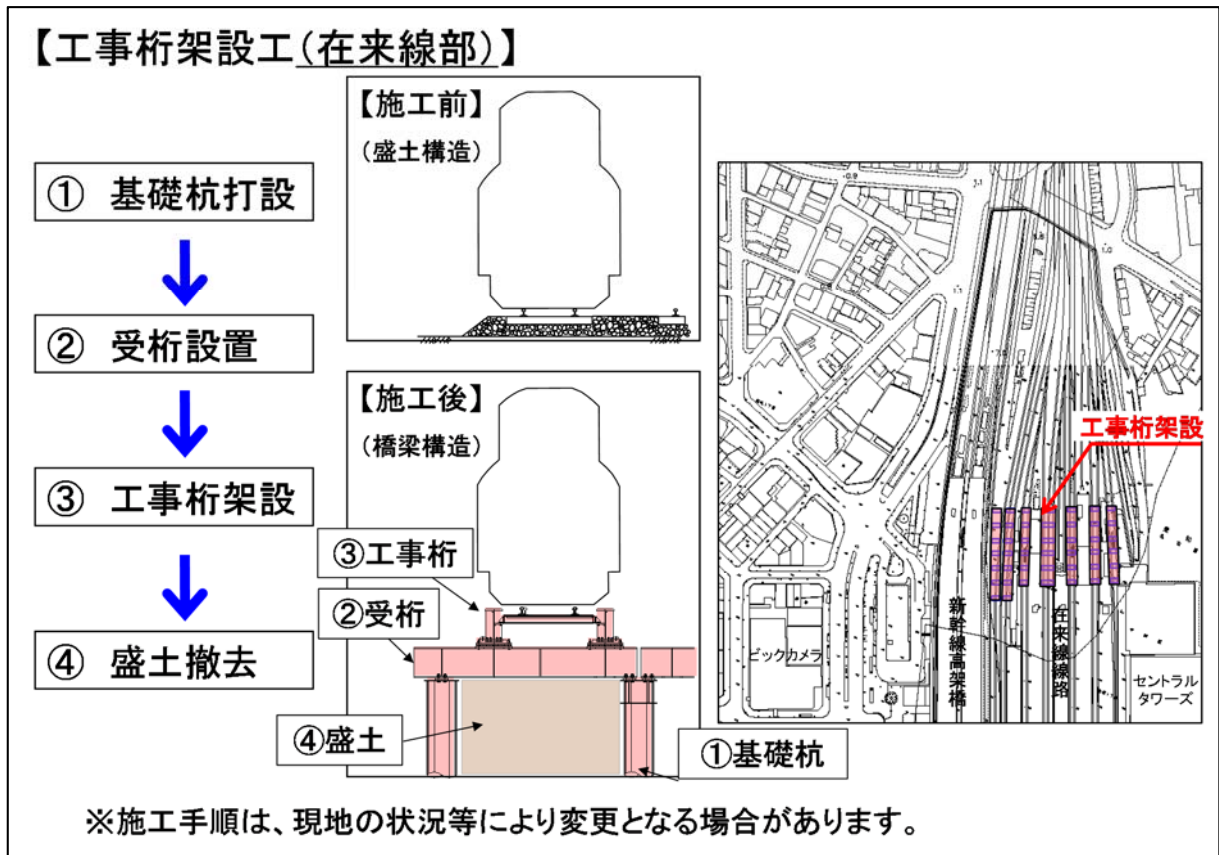 【工事桁架設工(在来線部)】
① 基礎杭打設
② 受桁設置
③ 工事桁架設
④ 盛土撤去
【施工前】
(盛土構造)
【施工後】
(橋梁構造)
③工事桁
②受桁
④盛土
①基礎杭
工事桁架設
新幹線高架橋
在来線線路
ビックカメラ
セントラル
タワーズ
※施工手順は、現地の状況等により変更となる場合があります。